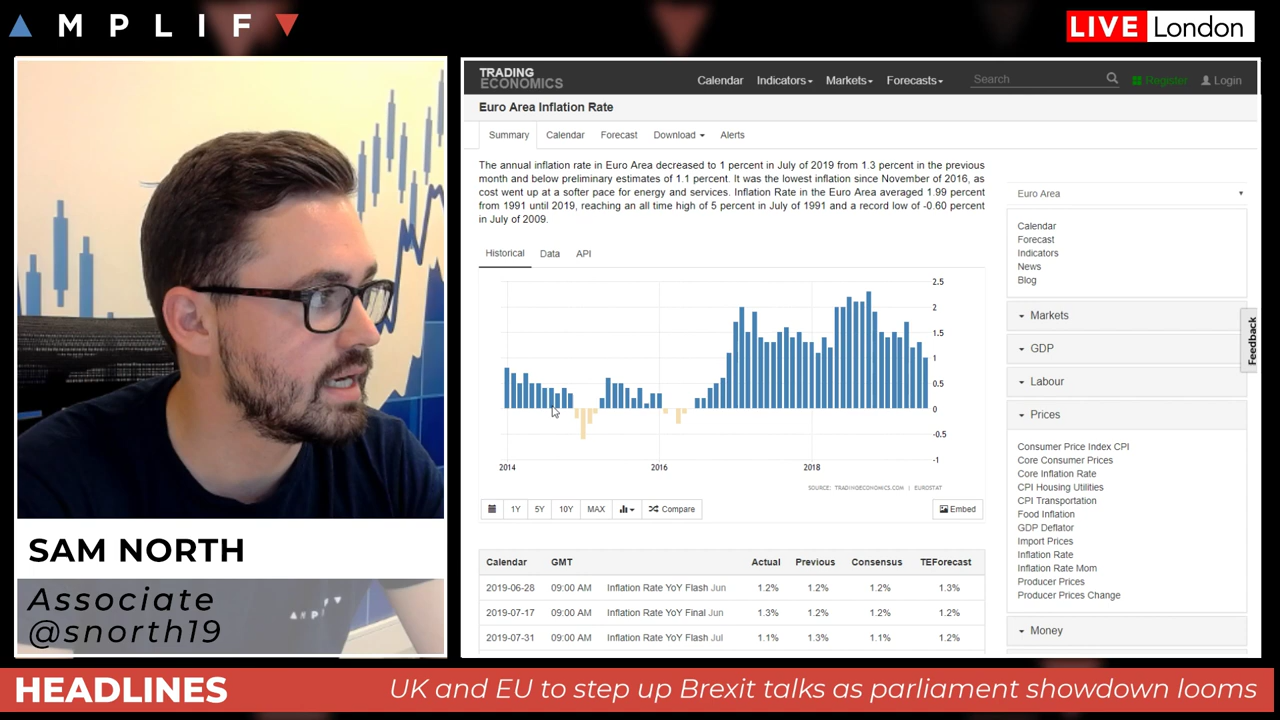 AMPLIFY
LIVE London
TRADING
ECONOMICS
Calendar Indicators Markets Forecasts Search Register Login
Euro Area Inflation Rate
Summary Calendar Forecast Download Alerts
The annual inflation rate in Euro Area decreased to 1 percent in July of 2019 from 1.3 percent in the previous
month and below preliminary estimates of 1.1 percent. It was the lowest inflation since November of 2016, as
cost went up at a softer pace for energy and services. Inflation Rate in the Euro Area averaged 1.99 percent
from 1991 until 2019, reaching an all time high of 5 percent in July of 1991 and a record low of -0.60 percent
in July of 2009.
Historical Data API
2.5
2
1.5
1
0.5
0
-0.5
-1
2014 2016 2018
SOURCE: TRADINGECONOMICS.COM | EUROSTAT
1Y 5Y 10Y MAX Compare Embed
Calendar GMT Actual Previous Consensus TEForecast
2019-06-28 09:00 AM Inflation Rate YoY Flash Jun 1.2% 1.2% 1.2% 1.3%
2019-07-17 09:00 AM Inflation Rate YoY Final Jun 1.3% 1.2% 1.2% 1.2%
2019-07-31 09:00 AM Inflation Rate YoY Flash Jul 1.1% 1.3% 1.1% 1.2%
Euro Area
Calendar
Forecast
Indicators
News
Blog
Markets
GDP
Labour
Prices
Consumer Price Index CPI
Core Consumer Prices
Core Inflation Rate
CPI Housing Utilities
CPI Transportation
Food Inflation
GDP Deflator
Import Prices
Inflation Rate
Inflation Rate Mom
Producer Prices
Producer Prices Change
Money
Feedback
SAM NORTH
Associate
@snorth19
HEADLINES UK and EU to step up Brexit talks as parliament showdown looms